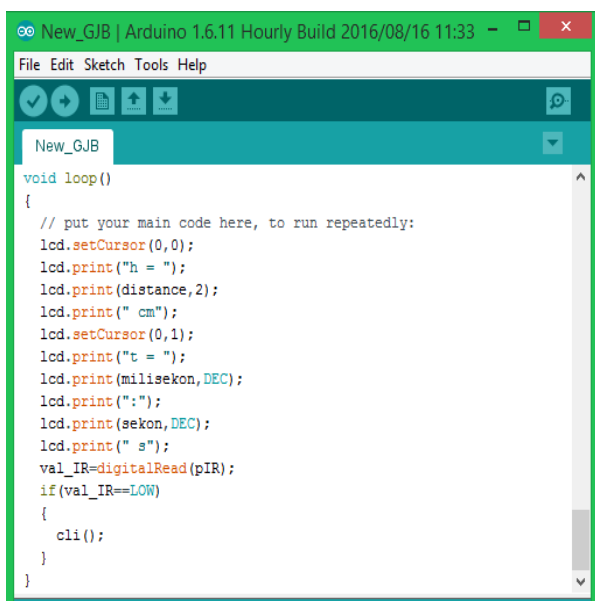 New_GJB | Arduino 1.6.11 Hourly Build 2016/08/16 11:33
File Edit Sketch Tools Help
New_GJB
void loop()
{
  // put your main code here, to run repeatedly:
  lcd.setCursor(0,0);
  lcd.print("h = ");
  lcd.print(distance,2);
  lcd.print(" cm");
  lcd.setCursor(0,1);
  lcd.print("t = ");
  lcd.print(milisekon,DEC);
  lcd.print(":");
  lcd.print(sekon,DEC);
  lcd.print(" s");
  val_IR=digitalRead(pIR);
  if(val_IR==LOW)
  {
    cli();
  }
}